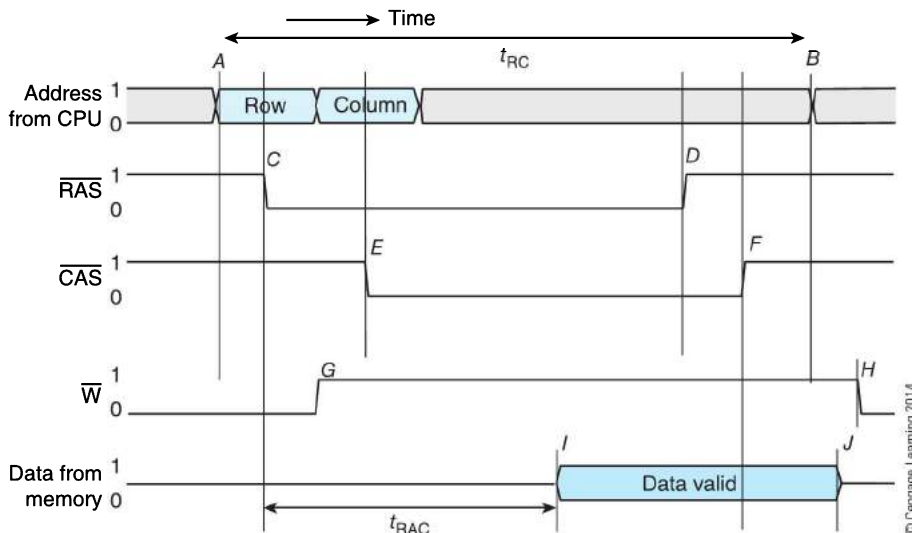 Time
A
t_RC
B
Address
from CPU
1
0
Row
Column
RAS
1
0
C
D
CAS
1
0
E
F
W
1
0
G
H
Data from
memory
1
0
I
Data valid
J
t_RAC
© Cengage Learning 2014